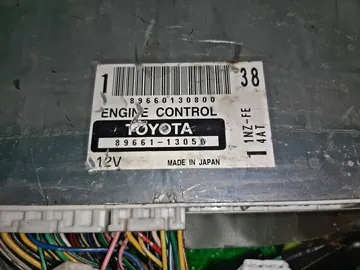 1 38
89660130800
ENGINE CONTROL
TOYOTA
89661-13050
12V MADE IN JAPAN
1 1NZ-FE
4AT